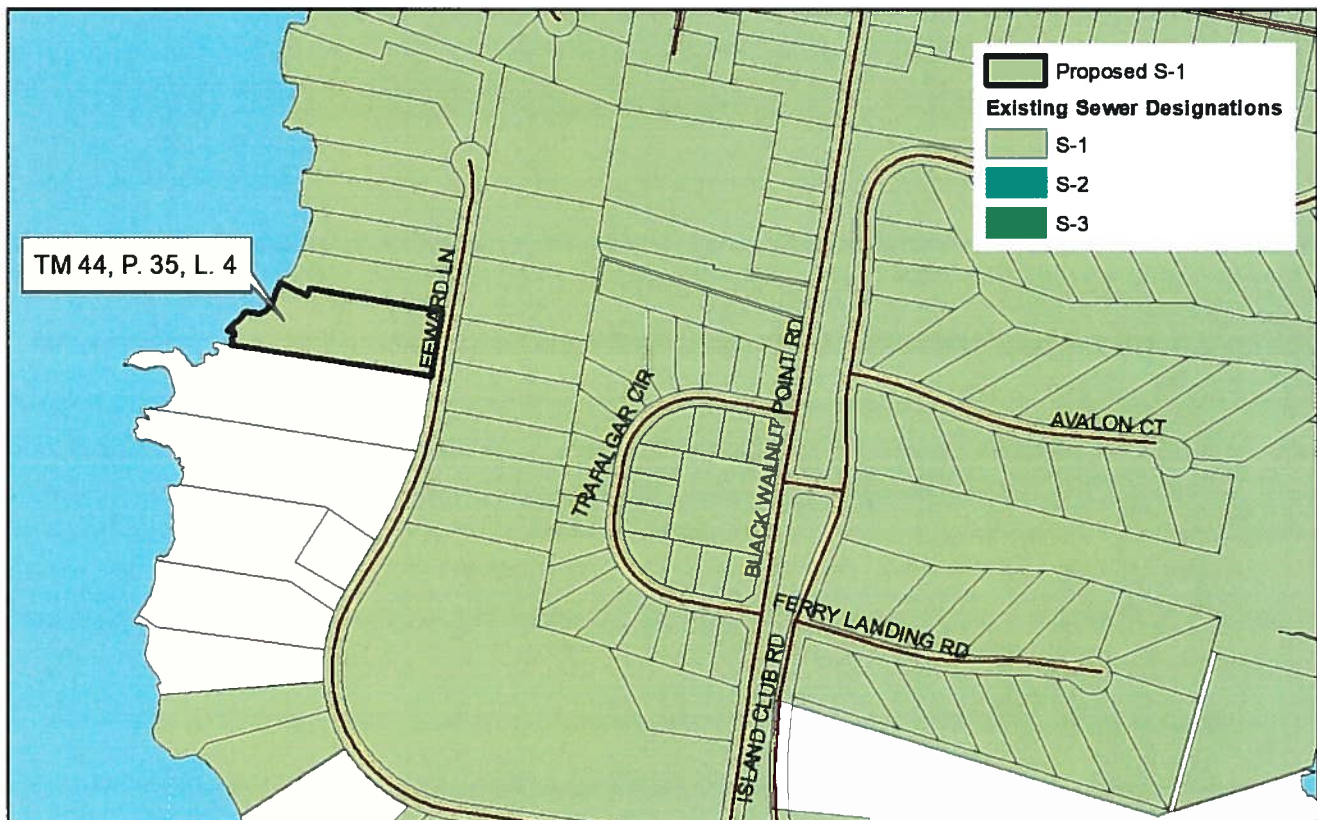 Proposed S-1
Existing Sewer Designations
S-1
S-2
S-3
TM 44, P. 35, L. 4
EEWARD LN
TRAFALGAR CIR
BLACK WALNUT POINT RD
AVALON CT
FERRY LANDING RD
ISLAND CLUB RD